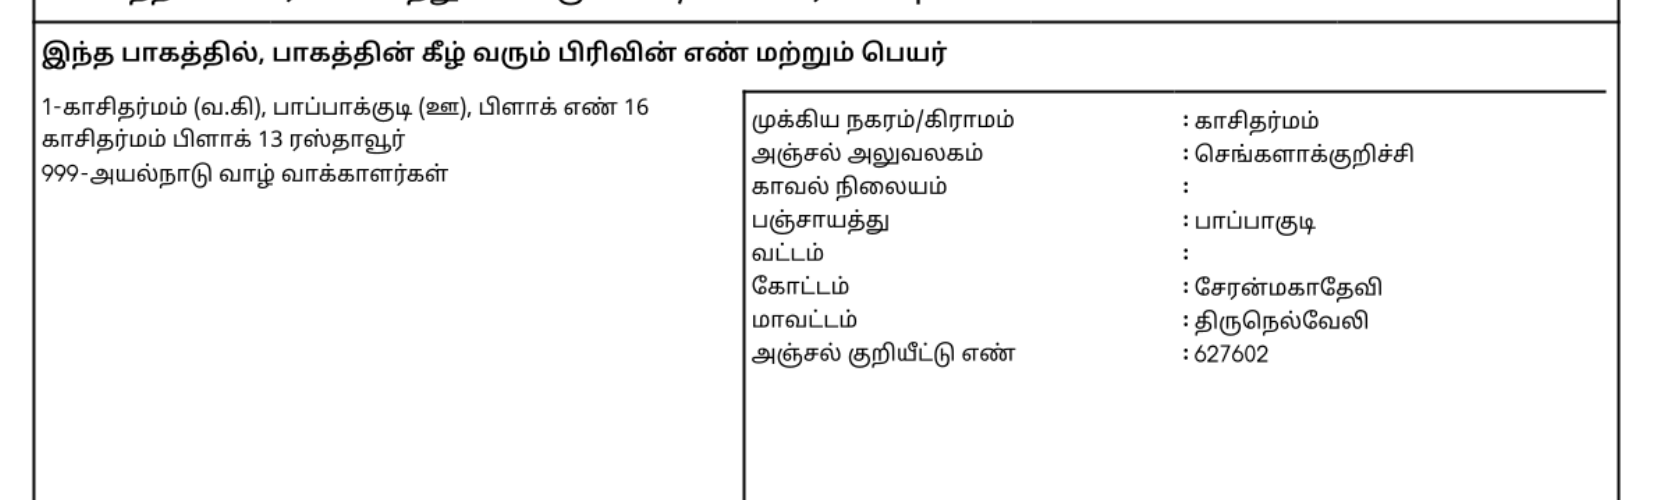 இந்த பாகத்தில், பாகத்தின் கீழ் வரும் பிரிவின் எண் மற்றும் பெயர்
1-காசிதர்மம் (வ.கி), பாப்பாக்குடி (ஊ), பிளாக் எண் 16
காசிதர்மம் பிளாக் 13 ரஸ்தாவூர்
999-அயல்நாடு வாழ் வாக்காளர்கள்
முக்கிய நகரம்/கிராமம் : காசிதர்மம்
அஞ்சல் அலுவலகம் : செங்களாக்குறிச்சி
காவல் நிலையம் :
பஞ்சாயத்து : பாப்பாகுடி
வட்டம் :
கோட்டம் : சேரன்மகாதேவி
மாவட்டம் : திருநெல்வேலி
அஞ்சல் குறியீட்டு எண் : 627602